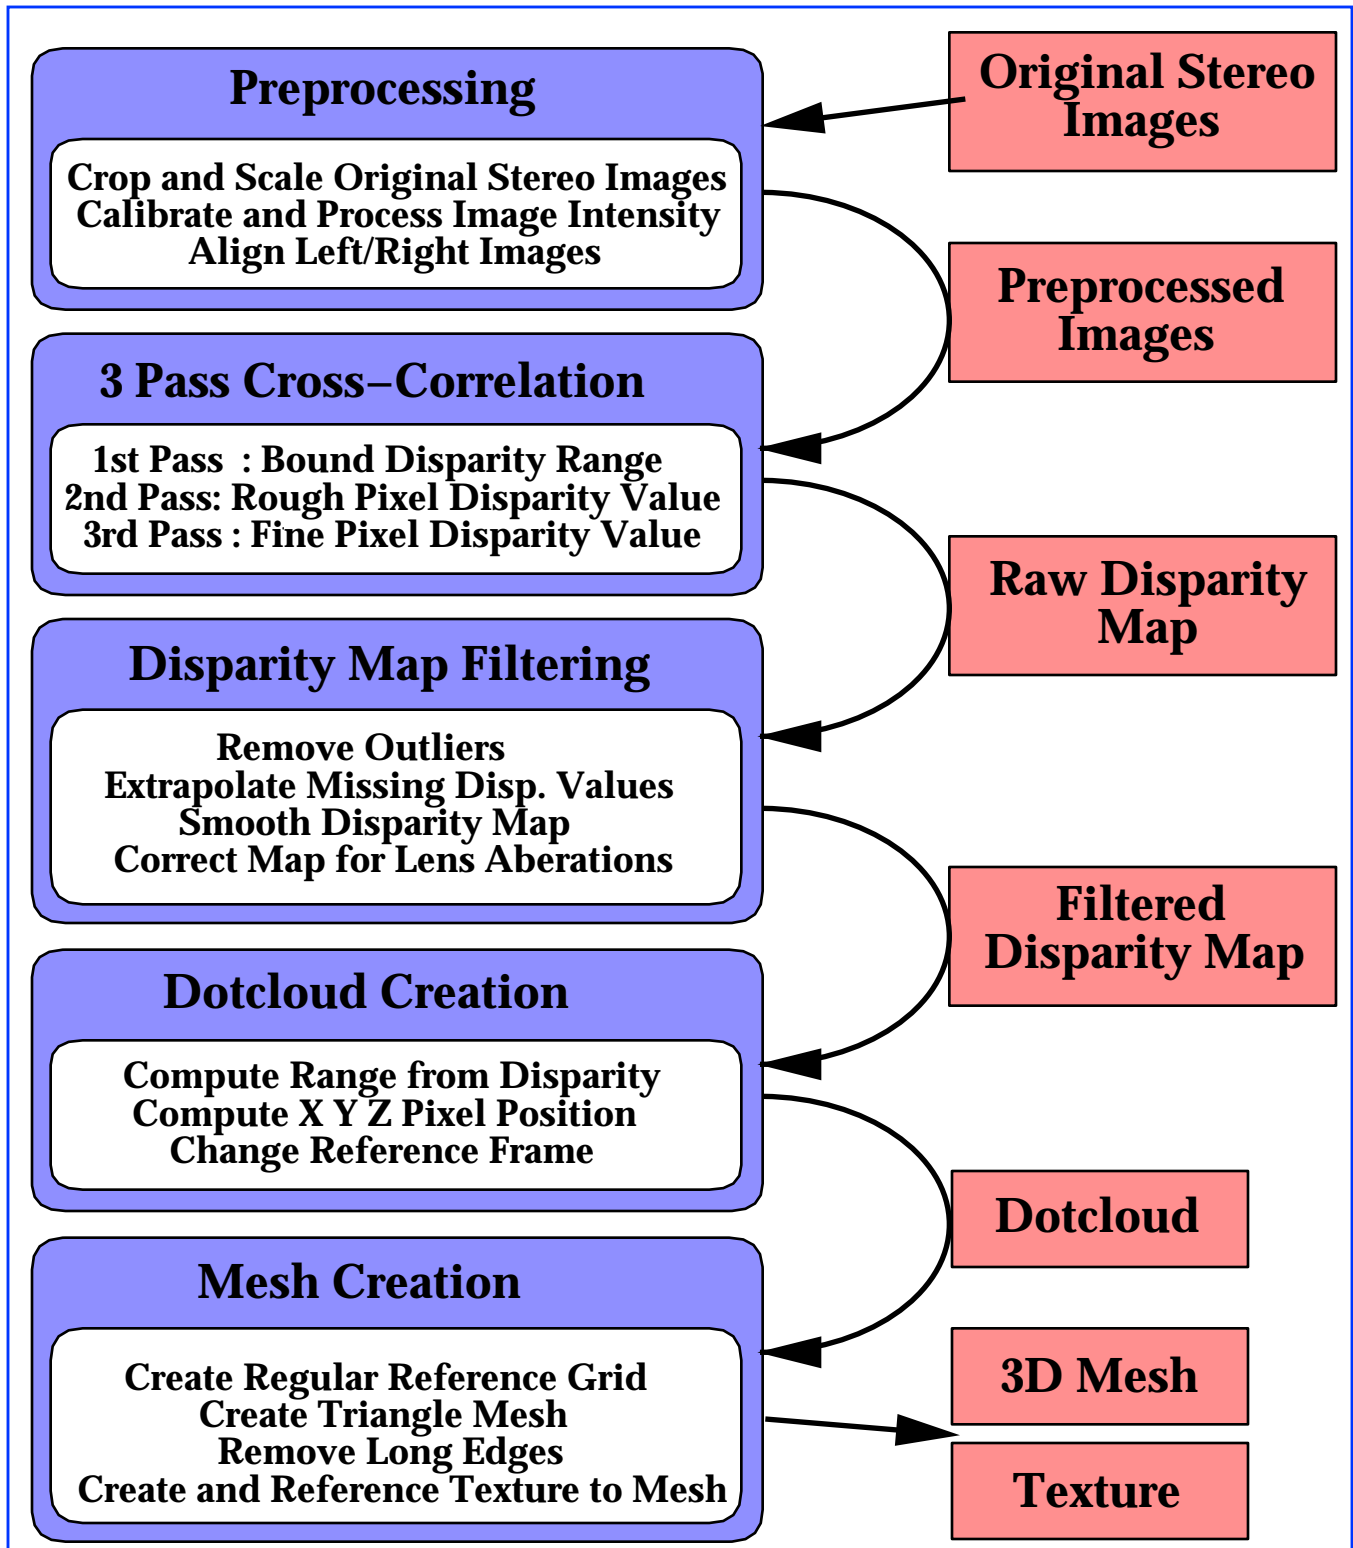 Preprocessing
Crop and Scale Original Stereo Images
Calibrate and Process Image Intensity
Align Left/Right Images
Original Stereo
Images
Preprocessed
Images
3 Pass Cross–Correlation
1st Pass : Bound Disparity Range
2nd Pass: Rough Pixel Disparity Value
3rd Pass : Fine Pixel Disparity Value
Raw Disparity
Map
Disparity Map Filtering
Remove Outliers
Extrapolate Missing Disp. Values
Smooth Disparity Map
Correct Map for Lens Aberations
Filtered
Disparity Map
Dotcloud Creation
Compute Range from Disparity
Compute X Y Z Pixel Position
Change Reference Frame
Dotcloud
Mesh Creation
Create Regular Reference Grid
Create Triangle Mesh
Remove Long Edges
Create and Reference Texture to Mesh
3D Mesh
Texture